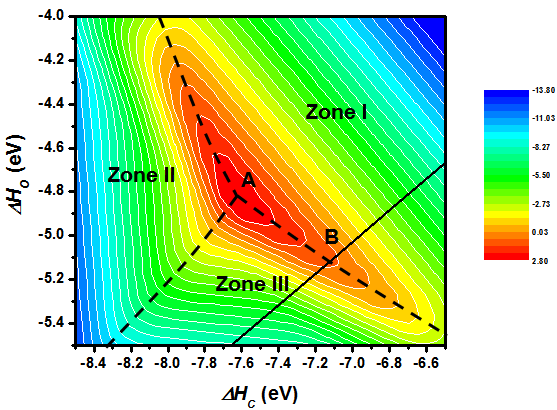 -4.0
-4.2
-4.4
-4.6
-4.8
-5.0
-5.2
-5.4
ΔHO (eV)
Zone I
Zone II
A
B
Zone III
-8.4 -8.2 -8.0 -7.8 -7.6 -7.4 -7.2 -7.0 -6.8 -6.6
ΔHC (eV)
-13.80
-11.03
-8.27
-5.50
-2.73
0.03
2.80